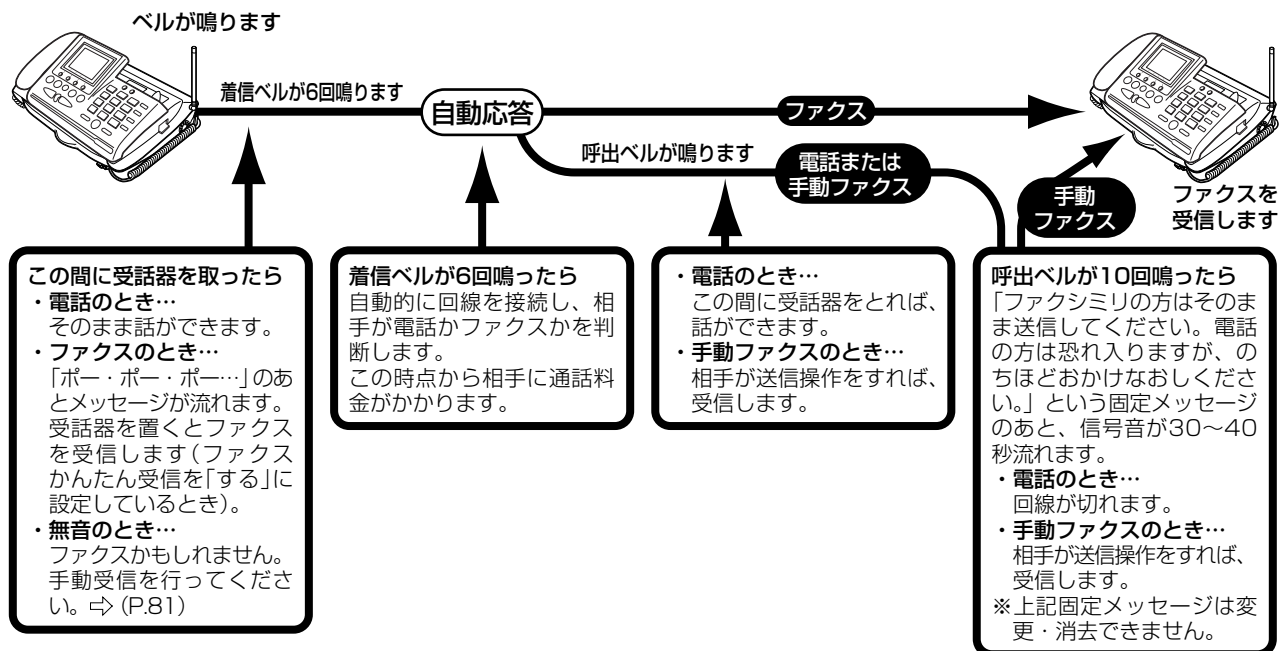 ベルが鳴ります
着信ベルが6回鳴ります
自動応答
ファクス
呼出ベルが鳴ります
電話または
手動ファクス
手動
ファクス
ファクスを
受信します
この間に受話器を取ったら
・電話のとき…
そのまま話ができます。
・ファクスのとき…
「ポー・ポー・ポー…」のあ
とメッセージが流れます。
受話器を置くとファクス
を受信します(ファクス
かんたん受信を「する」に
設定しているとき)。
・無音のとき…
ファクスかもしれません。
手動受信を行ってくださ
い。⇨(P.81)
着信ベルが6回鳴ったら
自動的に回線を接続し、相
手が電話かファクスかを判
断します。
この時点から相手に通話料
金がかかります。
・電話のとき…
この間に受話器をとれば、
話ができます。
・手動ファクスのとき…
相手が送信操作をすれば、
受信します。
呼出ベルが10回鳴ったら
「ファクシミリの方はそのま
ま送信してください。電話
の方は恐れ入りますが、の
ちほどおかけなおしくださ
い。」という固定メッセージ
のあと、信号音が30〜40
秒流れます。
・電話のとき…
回線が切れます。
・手動ファクスのとき…
相手が送信操作をすれば、
受信します。
※上記固定メッセージは変
更・消去できません。